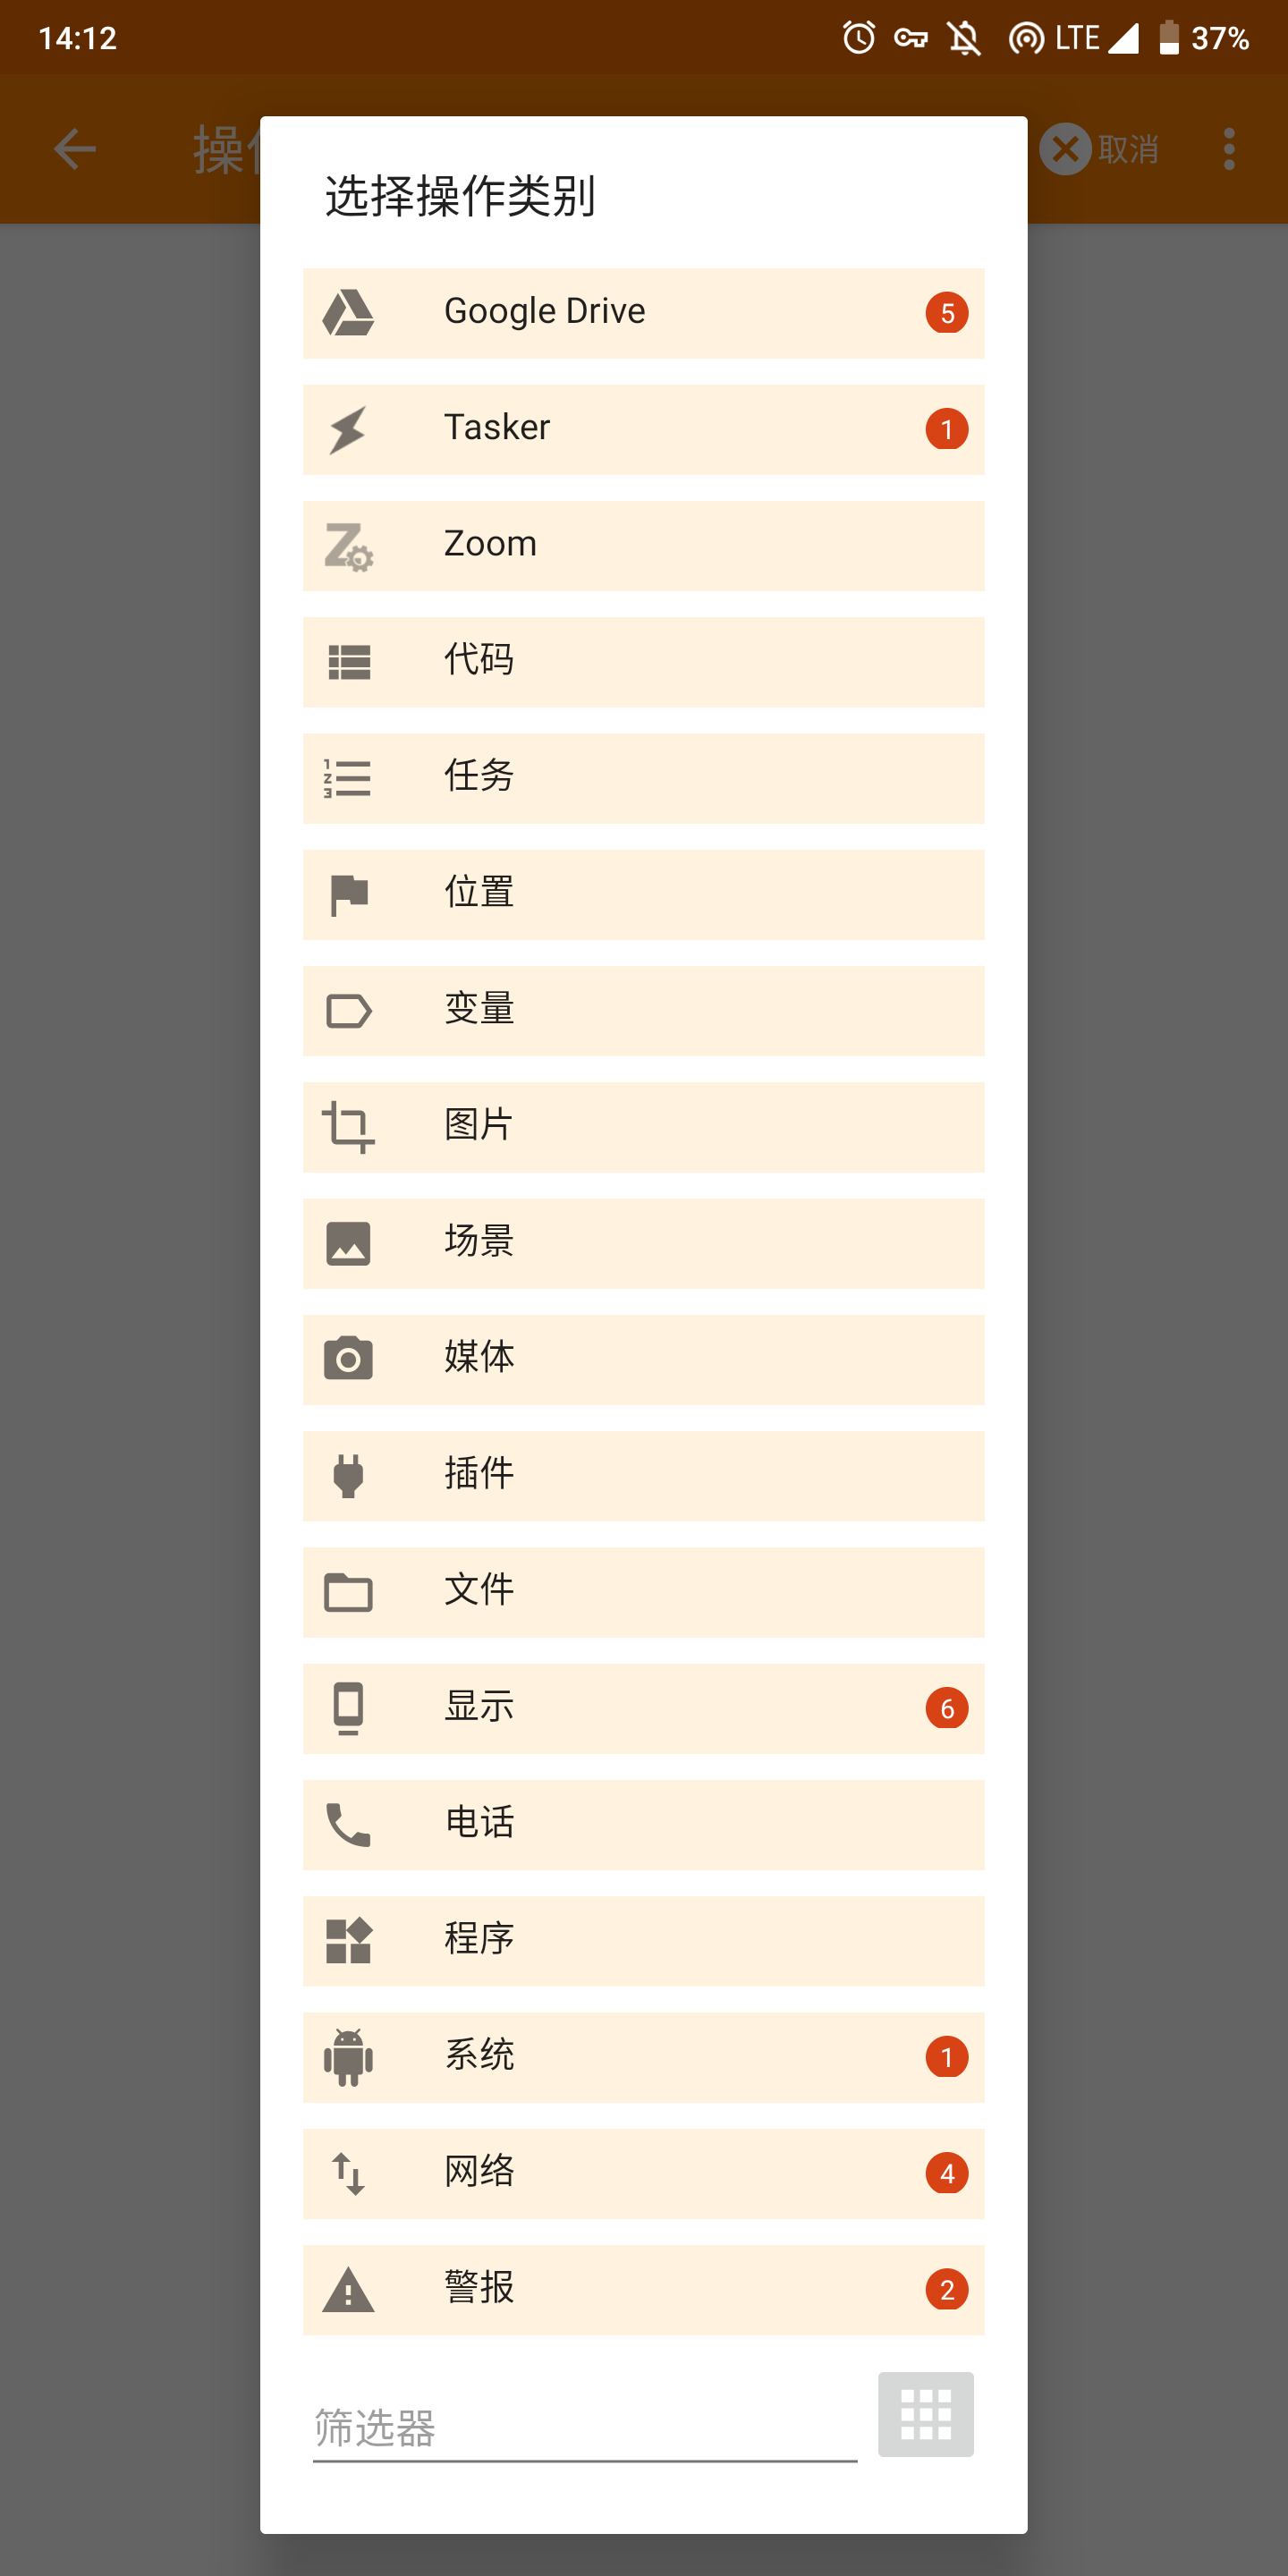 14:12
LTE
37%
操作
取消
选择操作类别
Google Drive
5
Tasker
1
Zoom
代码
任务
位置
变量
图片
场景
媒体
插件
文件
显示
6
电话
程序
系统
1
网络
4
警报
2
筛选器